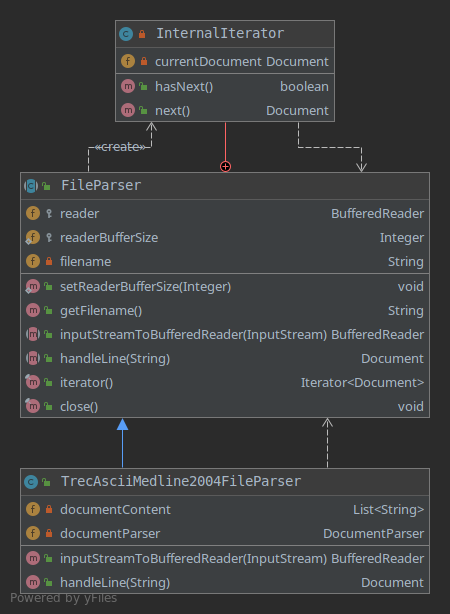 InternalIterator
currentDocument Document
hasNext() boolean
next() Document
«create»
FileParser
reader BufferedReader
readerBufferSize Integer
filename String
setReaderBufferSize(Integer) void
getFilename() String
inputStreamToBufferedReader(InputStream) BufferedReader
handleLine(String) Document
iterator() Iterator<Document>
close() void
TrecAsciiMedline2004FileParser
documentContent List<String>
documentParser DocumentParser
inputStreamToBufferedReader(InputStream) BufferedReader
handleLine(String) Document
Powered by yFiles